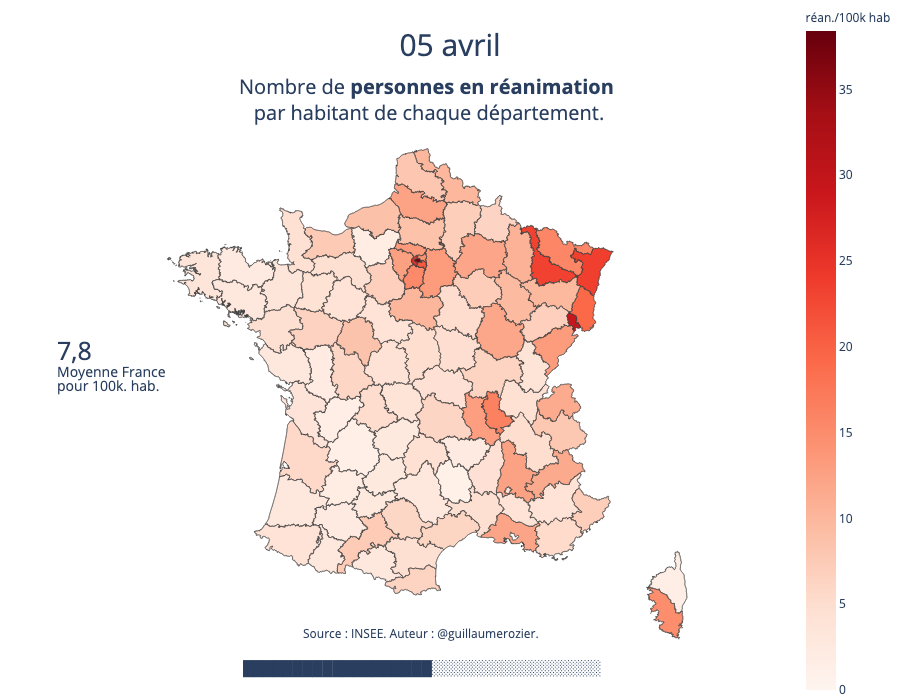 réan./100k hab
05 avril
Nombre de personnes en réanimation
par habitant de chaque département.
35
30
25
20
15
10
5
0
7,8
Moyenne France
pour 100k. hab.
Source : INSEE. Auteur : @guillaumerozier.